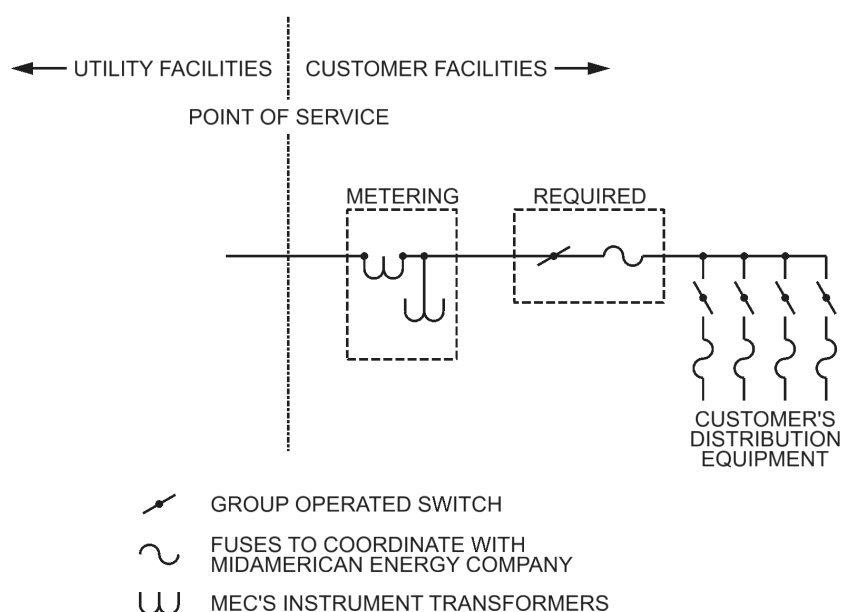 UTILITY FACILITIES
CUSTOMER FACILITIES
POINT OF SERVICE
METERING
REQUIRED
CUSTOMER'S
DISTRIBUTION
EQUIPMENT
GROUP OPERATED SWITCH
FUSES TO COORDINATE WITH
MIDAMERICAN ENERGY COMPANY
MEC'S INSTRUMENT TRANSFORMERS